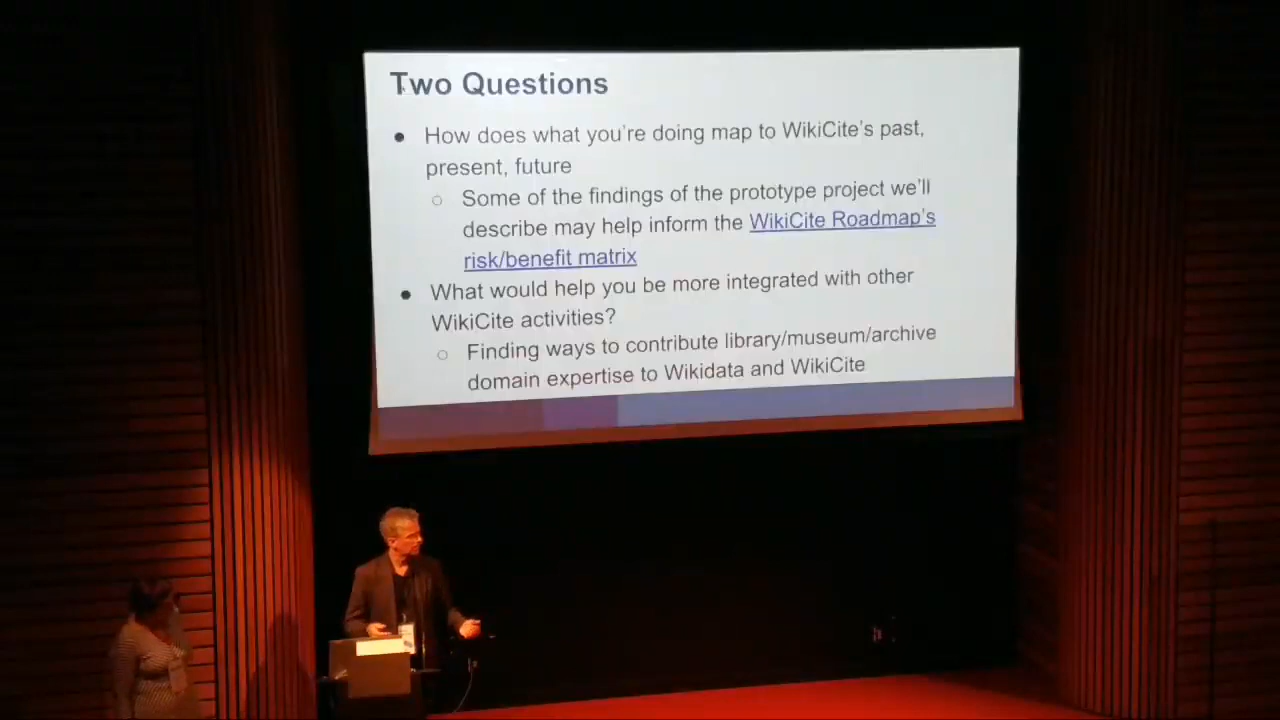 Two Questions
● How does what you're doing map to WikiCite's past,
present, future
○ Some of the findings of the prototype project we'll
describe may help inform the WikiCite Roadmap's
risk/benefit matrix
● What would help you be more integrated with other
WikiCite activities?
○ Finding ways to contribute library/museum/archive
domain expertise to Wikidata and WikiCite